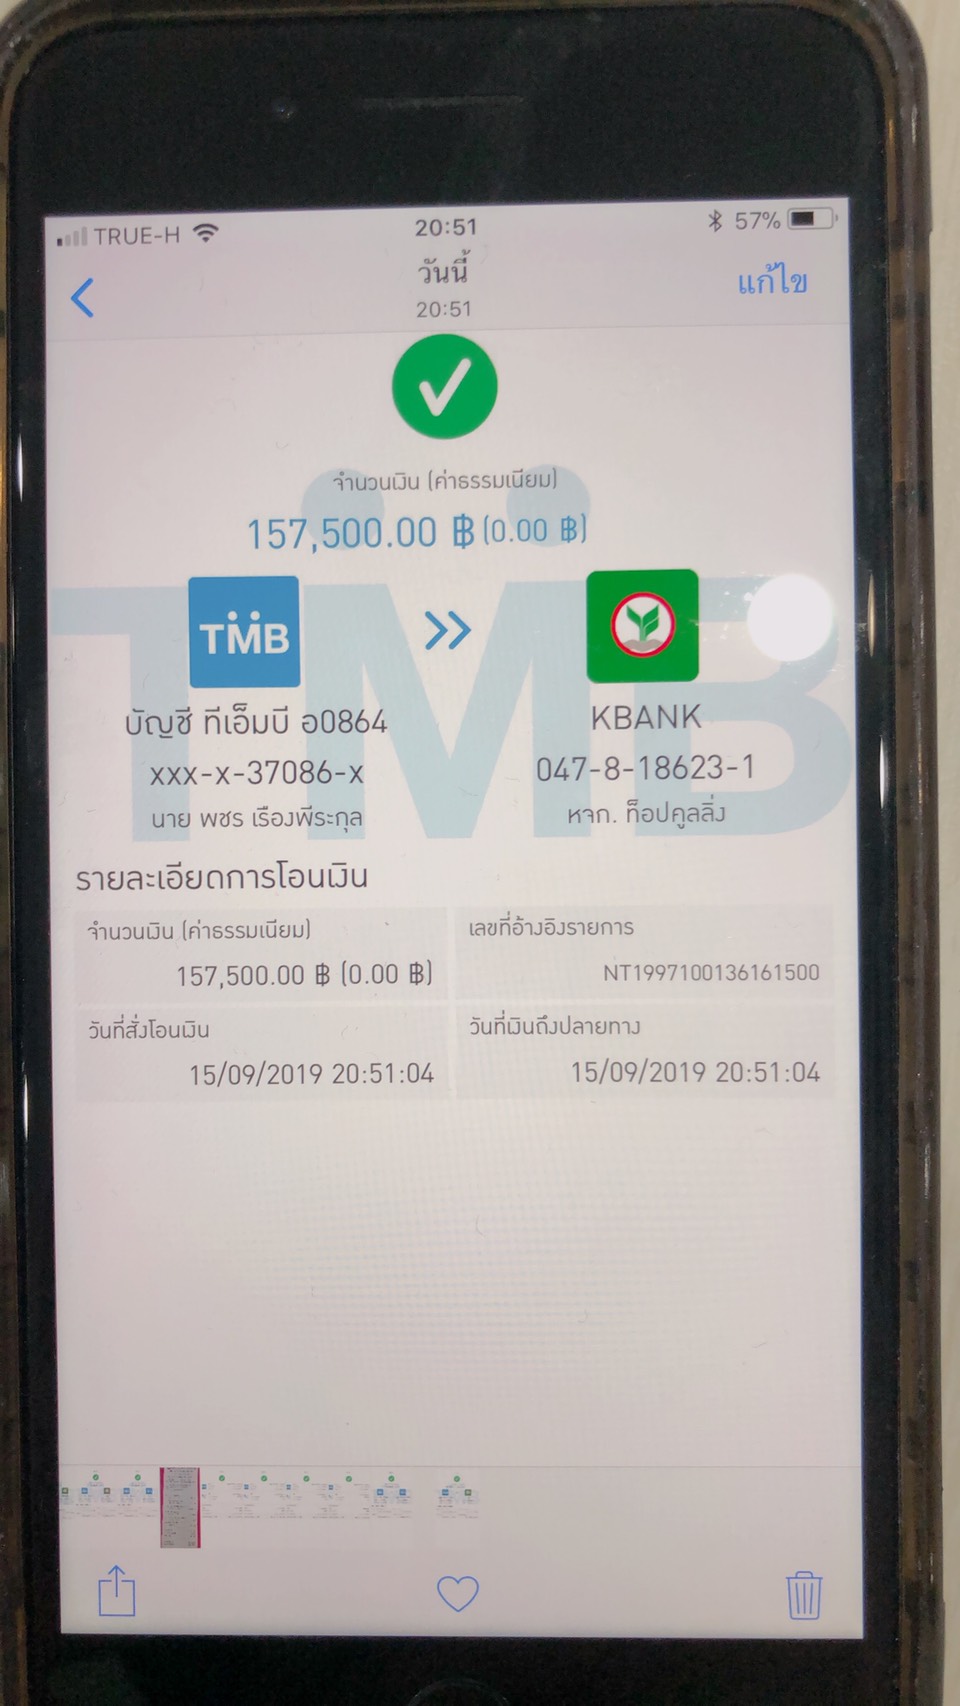 TRUE-H 20:51 57%
วันนี้
20:51
แก้ไข
จำนวนเงิน (ค่าธรรมเนียม)
157,500.00 ฿ (0.00 ฿)
TMB
TMB
บัญชี ทีเอ็มบี อ0864
xxx-x-37086-x
นาย พชร เรืองพีระกุล
KBANK
047-8-18623-1
หจก. ท็อปคูลลิ่ง
รายละเอียดการโอนเงิน
จำนวนเงิน (ค่าธรรมเนียม)
157,500.00 ฿ (0.00 ฿)
เลขที่อ้างอิงรายการ
NT1997100136161500
วันที่สั่งโอนเงิน
15/09/2019 20:51:04
วันที่เงินถึงปลายทาง
15/09/2019 20:51:04